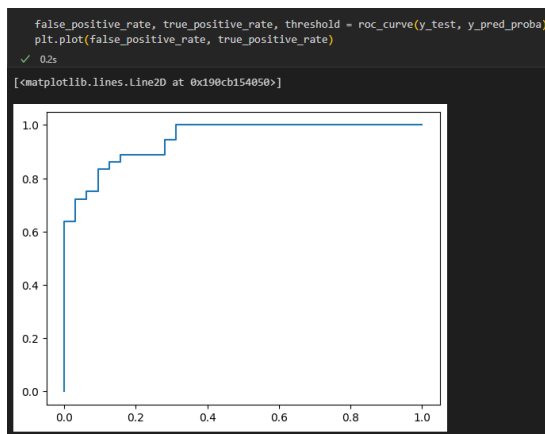 false_positive_rate, true_positive_rate, threshold = roc_curve(y_test, y_pred_proba)
plt.plot(false_positive_rate, true_positive_rate)
✓ 0.2s
[<matplotlib.lines.Line2D at 0x190cb154050>]
1.0
0.8
0.6
0.4
0.2
0.0
0.0 0.2 0.4 0.6 0.8 1.0